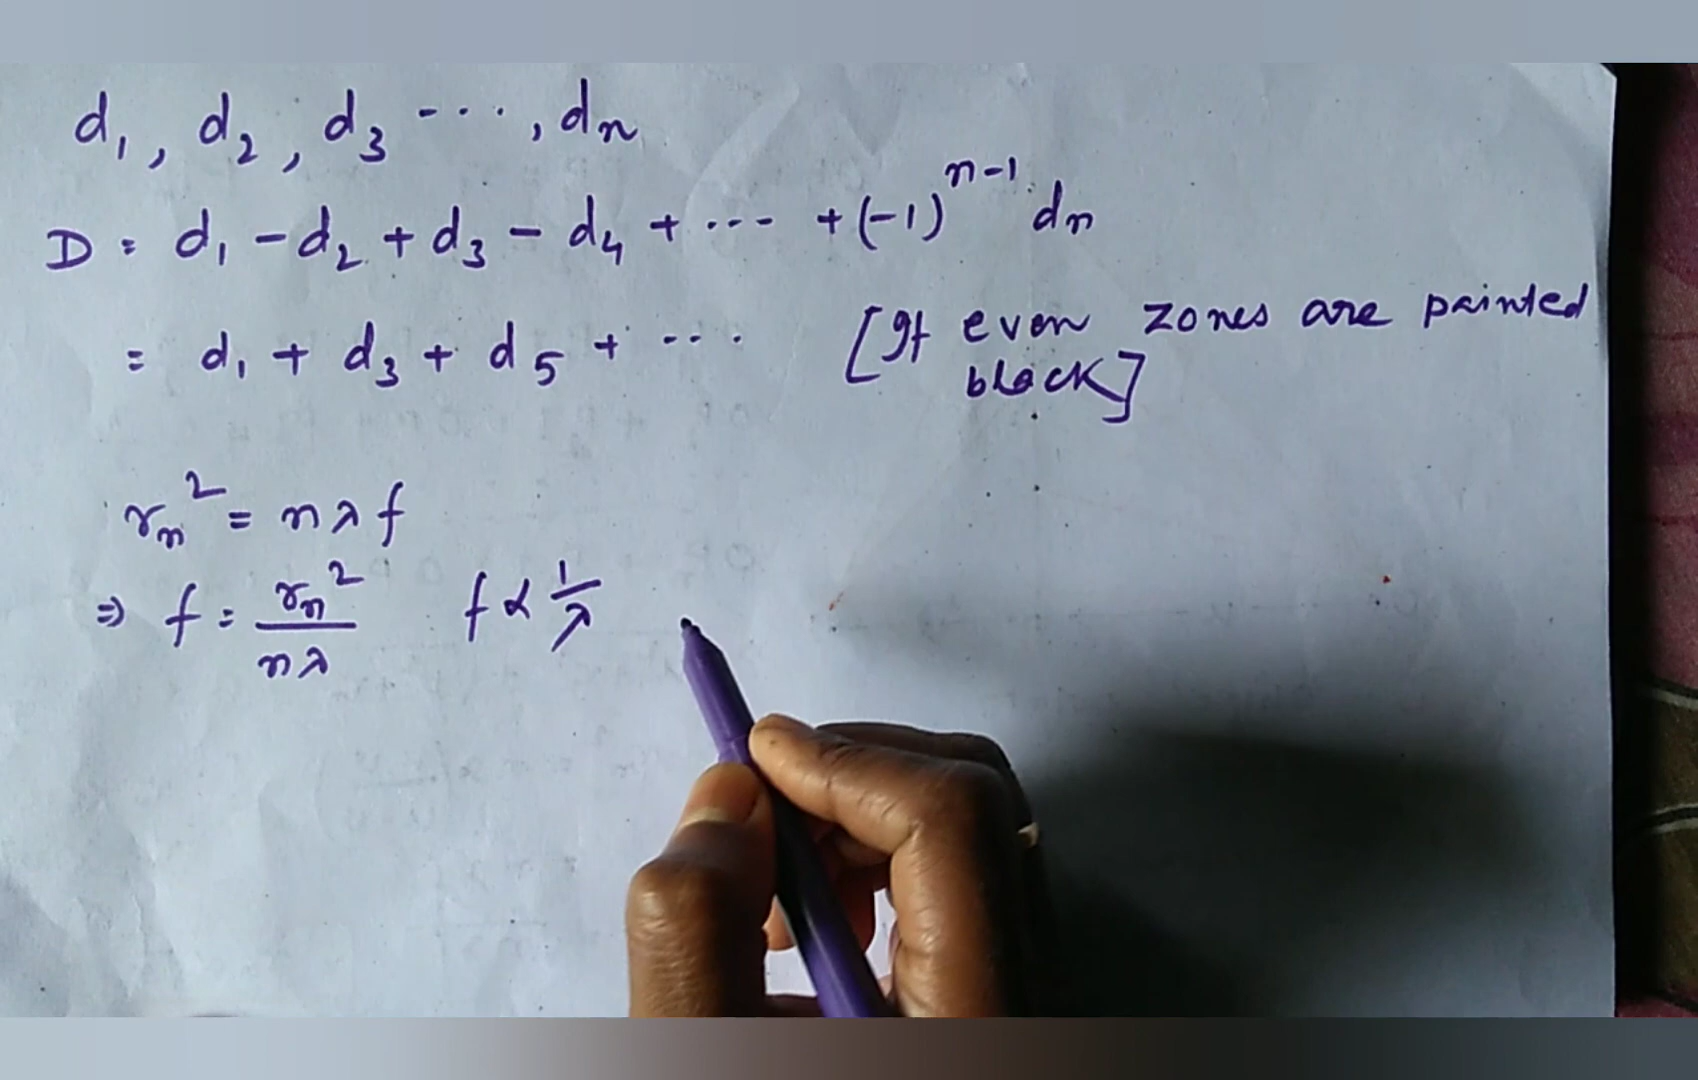 d₁, d₂, d₃ ----, dₙ
D = d₁ - d₂ + d₃ - d₄ + ---- + (-1)ⁿ⁻¹ dₙ
= d₁ + d₃ + d₅ + --- [If even zones are painted
black]
rₙ² = nλf
⇒ f = rₙ²/nλ f ∝ 1/λ